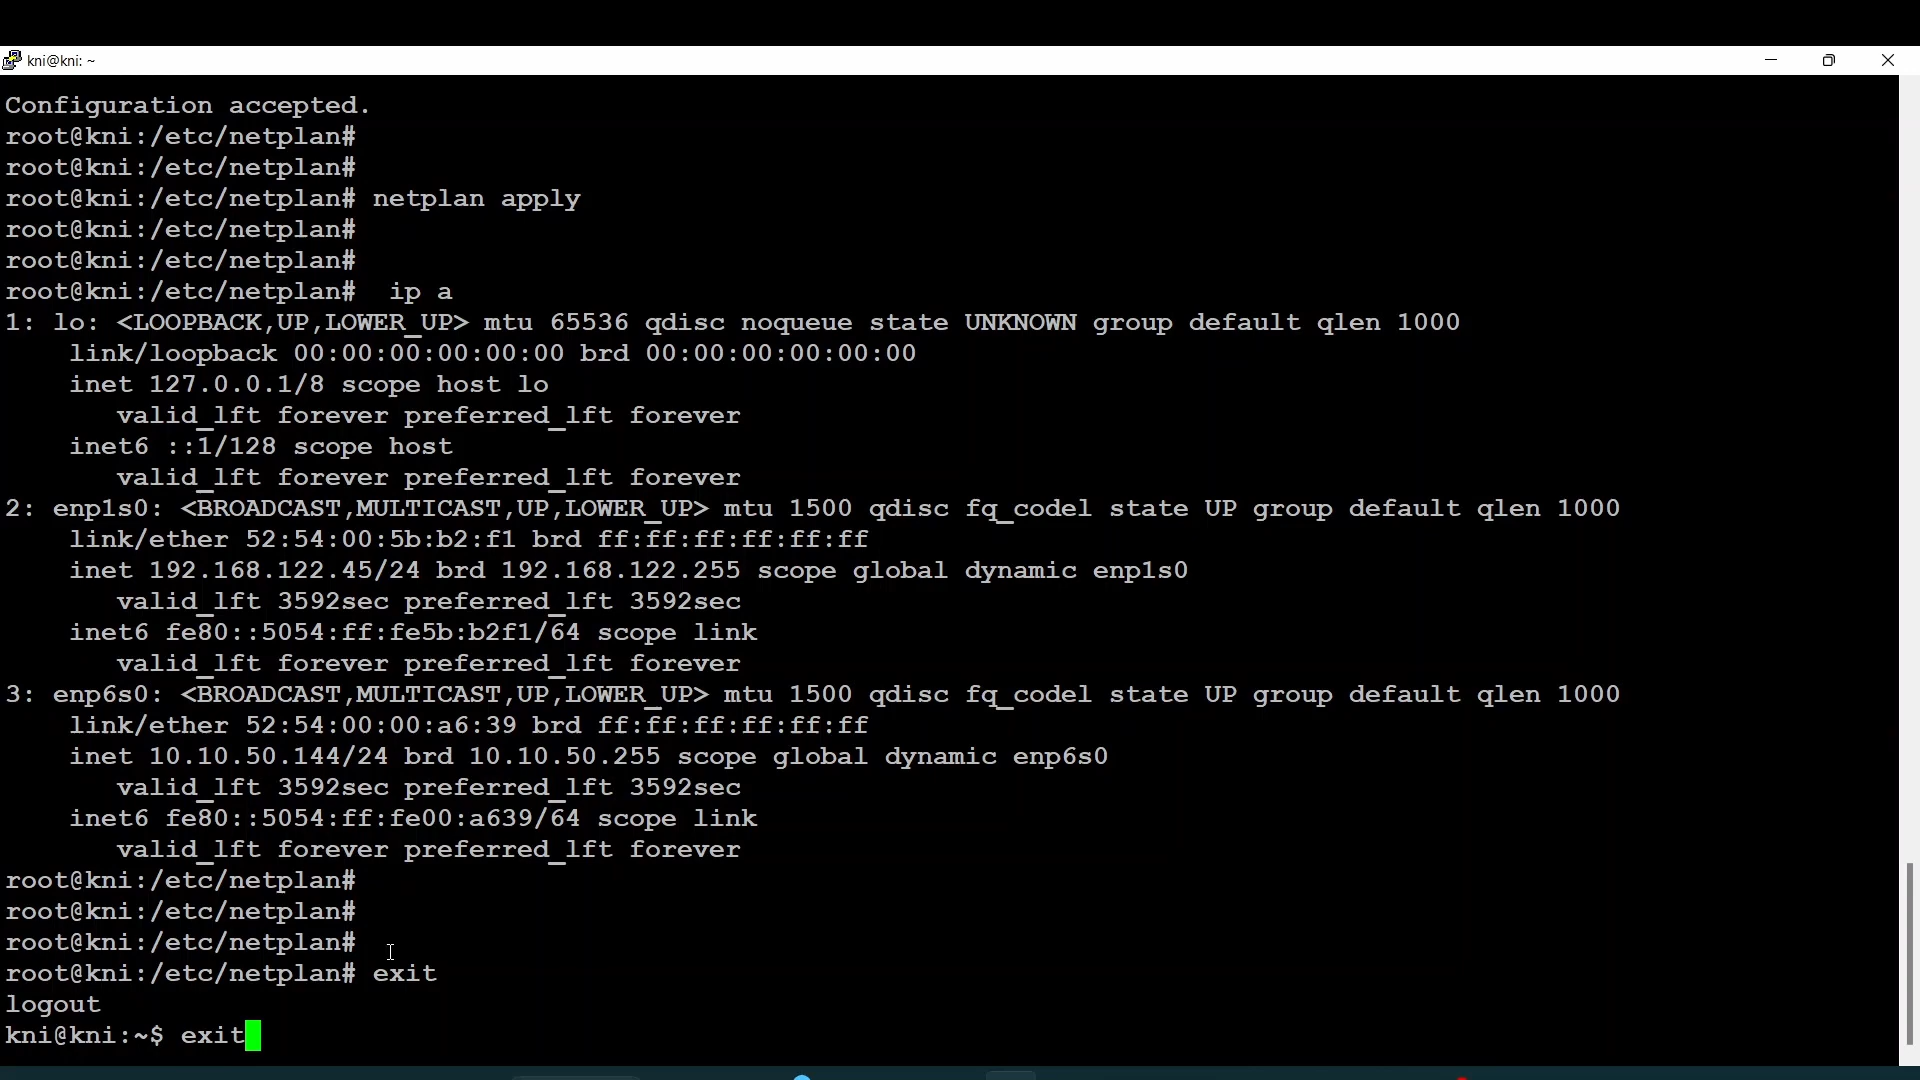 kni@kni: ~
Configuration accepted.
root@kni:/etc/netplan#
root@kni:/etc/netplan#
root@kni:/etc/netplan# netplan apply
root@kni:/etc/netplan#
root@kni:/etc/netplan#
root@kni:/etc/netplan#  ip a
1: lo: <LOOPBACK,UP,LOWER_UP> mtu 65536 qdisc noqueue state UNKNOWN group default qlen 1000
    link/loopback 00:00:00:00:00:00 brd 00:00:00:00:00:00
    inet 127.0.0.1/8 scope host lo
       valid_lft forever preferred_lft forever
    inet6 ::1/128 scope host
       valid_lft forever preferred_lft forever
2: enp1s0: <BROADCAST,MULTICAST,UP,LOWER_UP> mtu 1500 qdisc fq_codel state UP group default qlen 1000
    link/ether 52:54:00:5b:b2:f1 brd ff:ff:ff:ff:ff:ff
    inet 192.168.122.45/24 brd 192.168.122.255 scope global dynamic enp1s0
       valid_lft 3592sec preferred_lft 3592sec
    inet6 fe80::5054:ff:fe5b:b2f1/64 scope link
       valid_lft forever preferred_lft forever
3: enp6s0: <BROADCAST,MULTICAST,UP,LOWER_UP> mtu 1500 qdisc fq_codel state UP group default qlen 1000
    link/ether 52:54:00:00:a6:39 brd ff:ff:ff:ff:ff:ff
    inet 10.10.50.144/24 brd 10.10.50.255 scope global dynamic enp6s0
       valid_lft 3592sec preferred_lft 3592sec
    inet6 fe80::5054:ff:fe00:a639/64 scope link
       valid_lft forever preferred_lft forever
root@kni:/etc/netplan#
root@kni:/etc/netplan#
root@kni:/etc/netplan#
root@kni:/etc/netplan# exit
logout
kni@kni:~$ exit